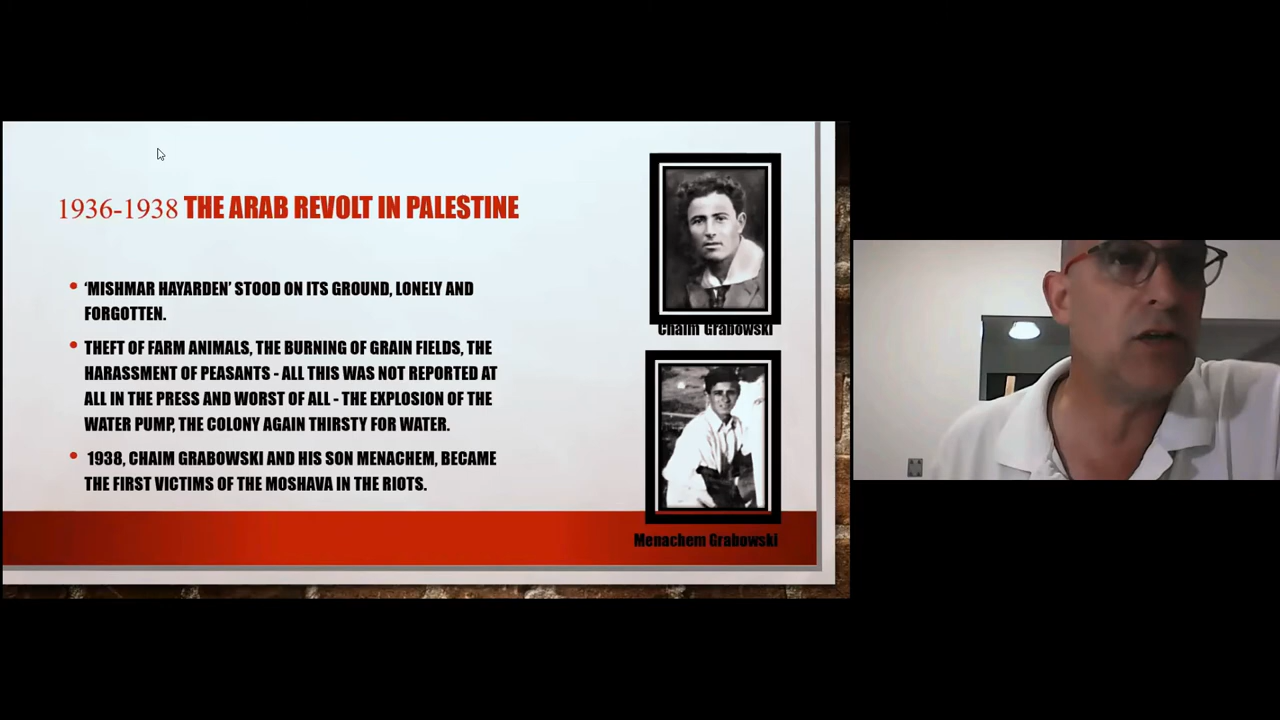 1936-1938 THE ARAB REVOLT IN PALESTINE
‘MISHMAR HAYARDEN’ STOOD ON ITS GROUND, LONELY AND
FORGOTTEN.
THEFT OF FARM ANIMALS, THE BURNING OF GRAIN FIELDS, THE
HARASSMENT OF PEASANTS - ALL THIS WAS NOT REPORTED AT
ALL IN THE PRESS AND WORST OF ALL - THE EXPLOSION OF THE
WATER PUMP, THE COLONY AGAIN THIRSTY FOR WATER.
1938, CHAIM GRABOWSKI AND HIS SON MENACHEM, BECAME
THE FIRST VICTIMS OF THE MOSHAVA IN THE RIOTS.
Chaim Grabowski
Menachem Grabowski